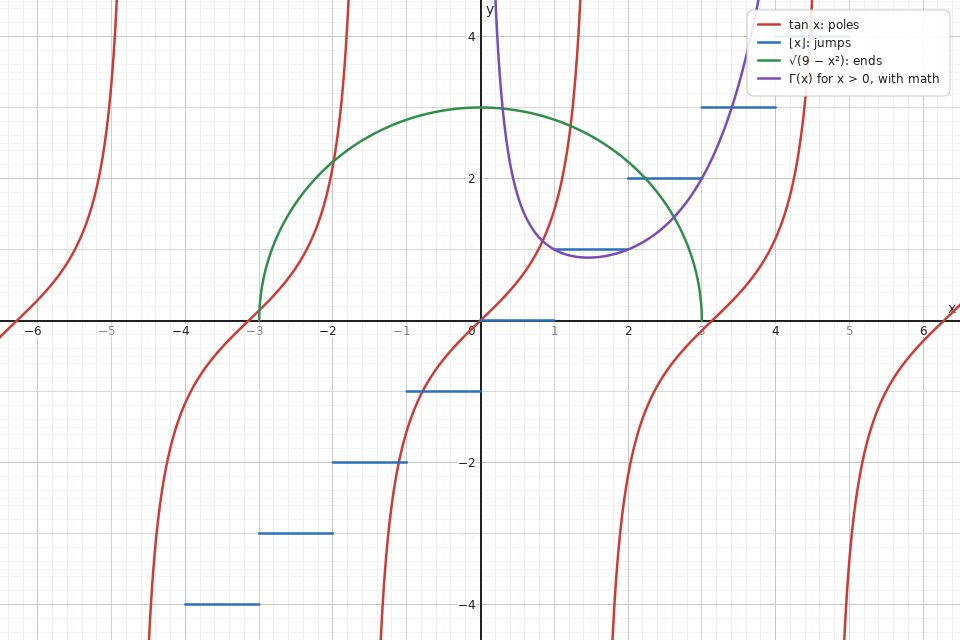 y
4
tan x: poles
⌊x⌋: jumps
√(9 − x²): ends
Γ(x) for x > 0, with math
2
x
−6 −5 −4 −3 −2 −1 0 1 2 3 4 5 6
−2
−4